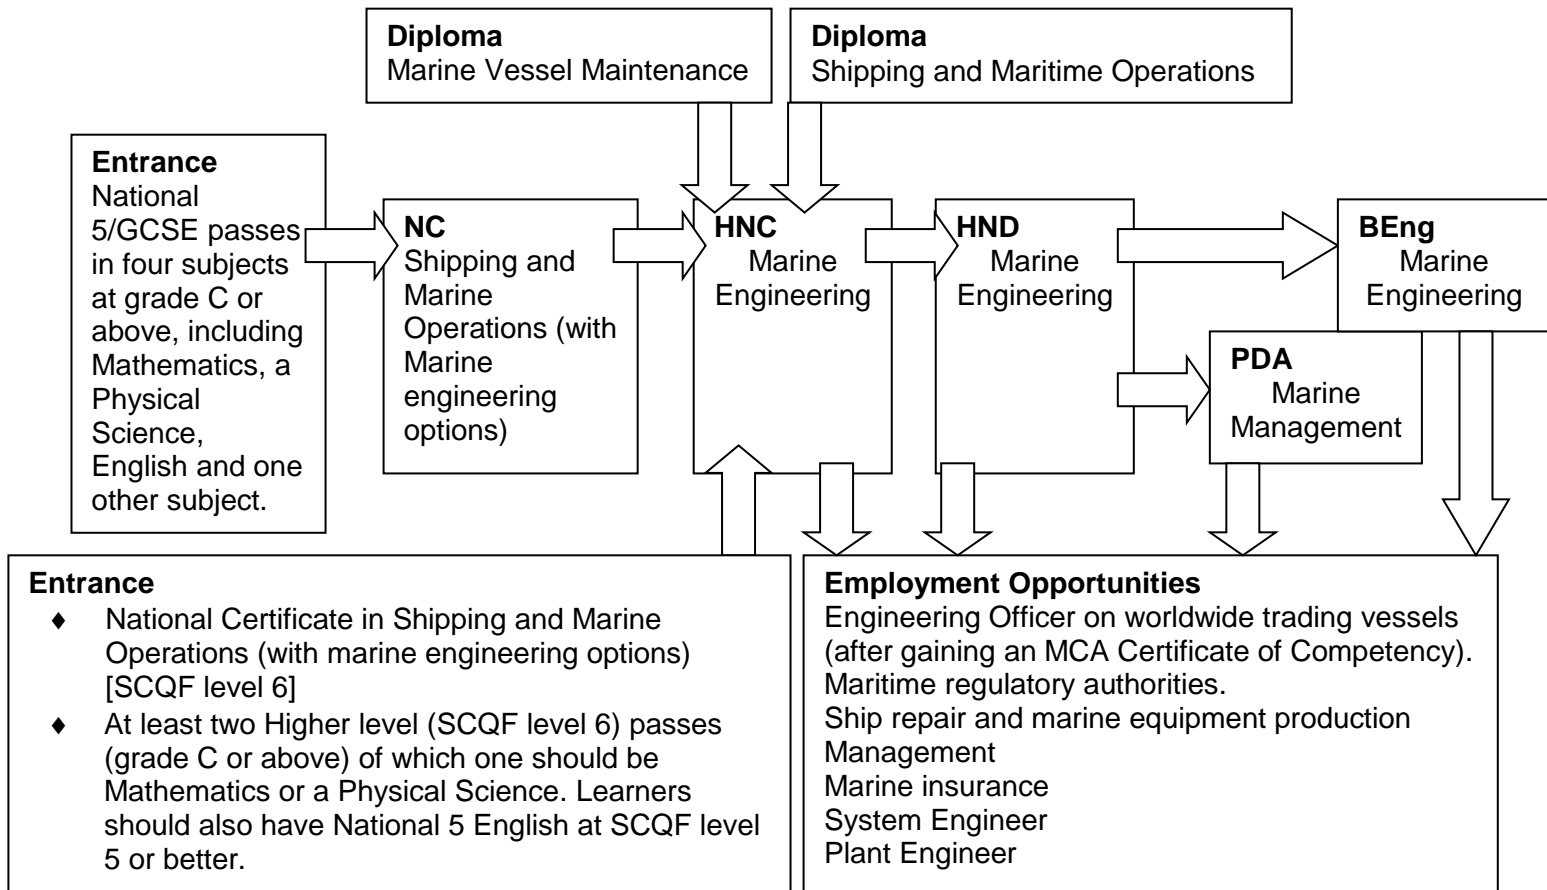 Diploma
Marine Vessel Maintenance
Diploma
Shipping and Maritime Operations
Entrance
National
5/GCSE passes
in four subjects
at grade C or
above, including
Mathematics, a
Physical
Science,
English and one
other subject.
NC
Shipping and
Marine
Operations (with
Marine
engineering
options)
HNC
Marine
Engineering
HND
Marine
Engineering
BEng
Marine
Engineering
PDA
Marine
Management
Entrance
♦ National Certificate in Shipping and Marine
Operations (with marine engineering options)
[SCQF level 6]
♦ At least two Higher level (SCQF level 6) passes
(grade C or above) of which one should be
Mathematics or a Physical Science. Learners
should also have National 5 English at SCQF level
5 or better.
Employment Opportunities
Engineering Officer on worldwide trading vessels
(after gaining an MCA Certificate of Competency).
Maritime regulatory authorities.
Ship repair and marine equipment production
Management
Marine insurance
System Engineer
Plant Engineer